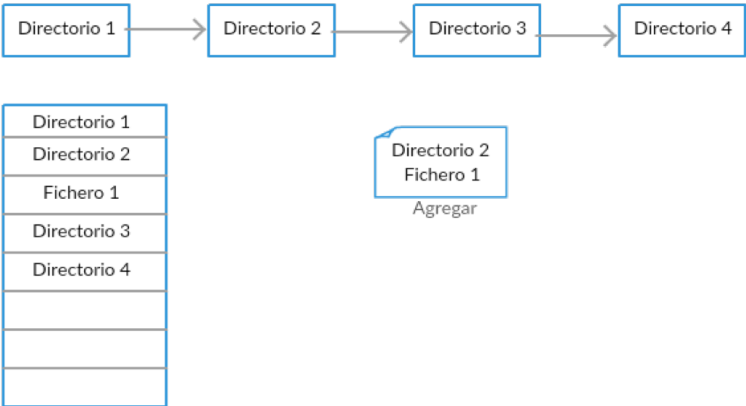 Directorio 1
Directorio 2
Directorio 3
Directorio 4
Directorio 1
Directorio 2
Fichero 1
Directorio 3
Directorio 4
Directorio 2
Fichero 1
Agregar